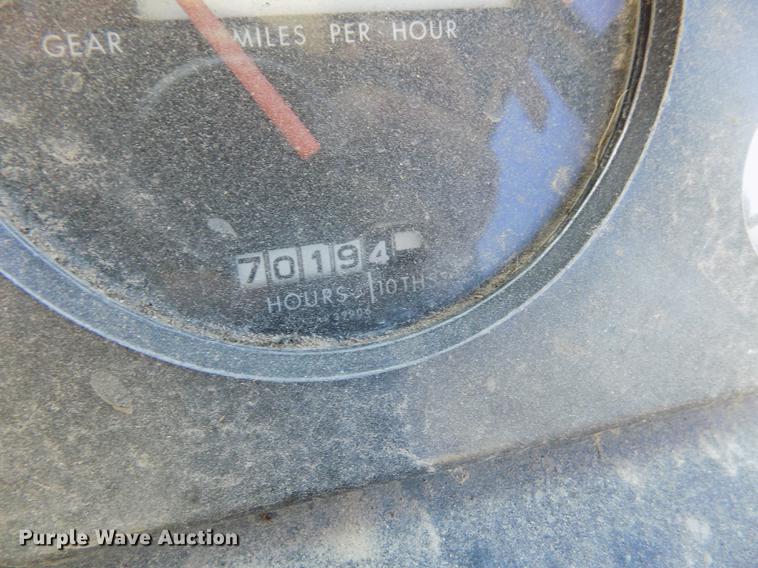 GEAR MILES PER HOUR
70194
HOURS 10THS
Purple Wave Auction